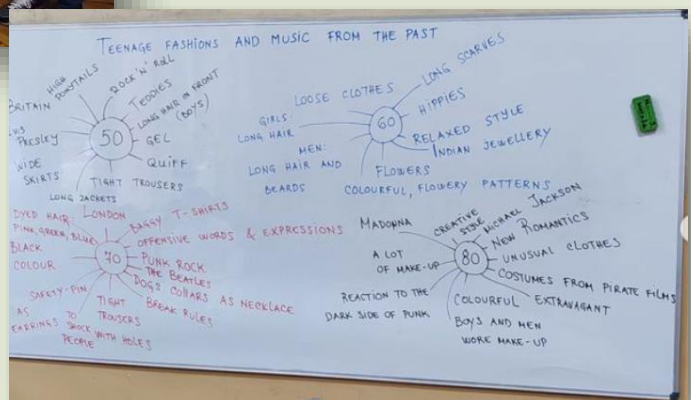 TEENAGE FASHIONS AND MUSIC FROM THE PAST
50
HIGH
PONYTAILS
ROCK 'N' ROLL
TEDDIES
LONG HAIR IN FRONT
(BOYS)
GEL
QUIFF
TIGHT TROUSERS
LONG JACKETS
WIDE
SKIRTS
PRESLEY
BRITAIN
60
LOOSE CLOTHES
LONG SCARVES
HIPPIES
RELAXED STYLE
INDIAN JEWELLERY
FLOWERS
COLOURFUL, FLOWERY PATTERNS
MEN:
LONG HAIR AND
BEARDS
GIRLS:
LONG HAIR
70
LONDON
BAGGY T-SHIRTS
OFFENSIVE WORDS & EXPRESSIONS
PUNK ROCK
THE BEATLES
DOGS COLLARS AS NECKLACE
BREAK RULES
TIGHT
TROUSERS
WITH HOLES
TO
SHOCK
PEOPLE
SAFETY-PIN
AS
EARRINGS
BLACK
COLOUR
DYED HAIR:
PINK, GREEN, BLUE
80
MADONNA
CREATIVE
STYLE
MICHAEL JACKSON
NEW ROMANTICS
UNUSUAL CLOTHES
COSTUMES FROM PIRATE FILMS
EXTRAVAGANT
COLOURFUL
BOYS AND MEN
WORE MAKE-UP
REACTION TO THE
DARK SIDE OF PUNK
A LOT
OF MAKE-UP